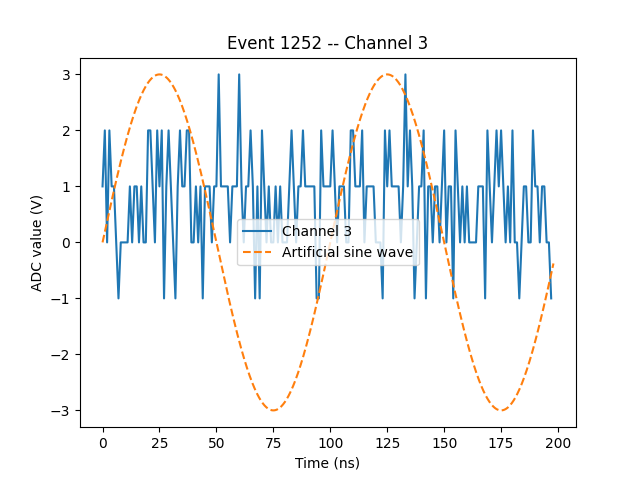 Event 1252 -- Channel 3
3
2
1
0
−1
−2
−3
ADC value (V)
Channel 3
Artificial sine wave
0 25 50 75 100 125 150 175 200
Time (ns)